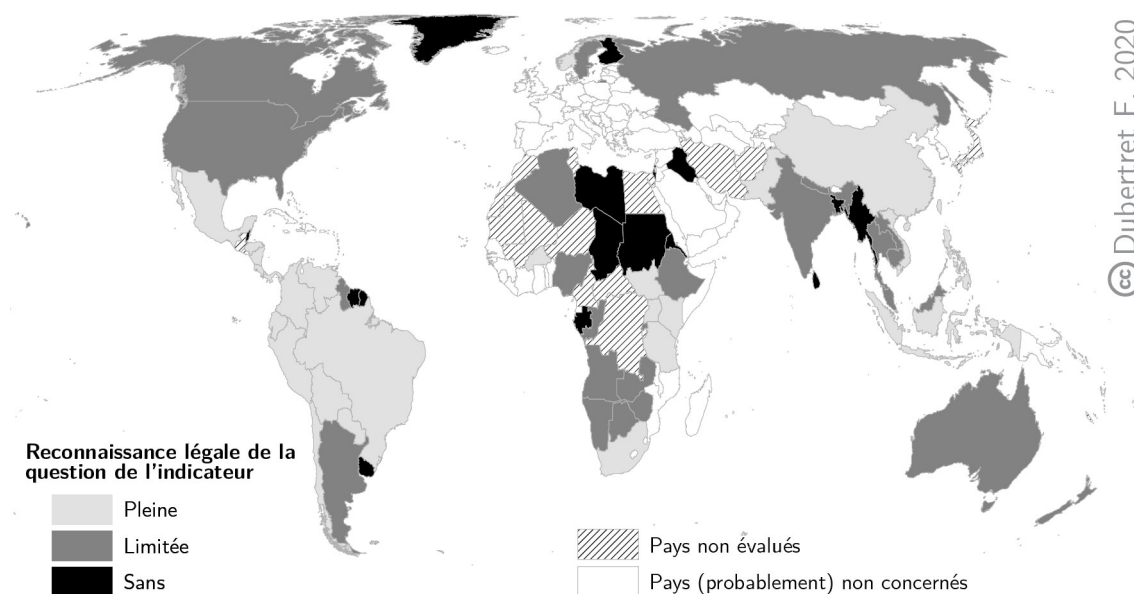 Reconnaissance légale de la
question de l'indicateur
Pleine
Limitée
Sans
Pays non évalués
Pays (probablement) non concernés
cc Dubertret F. 2020